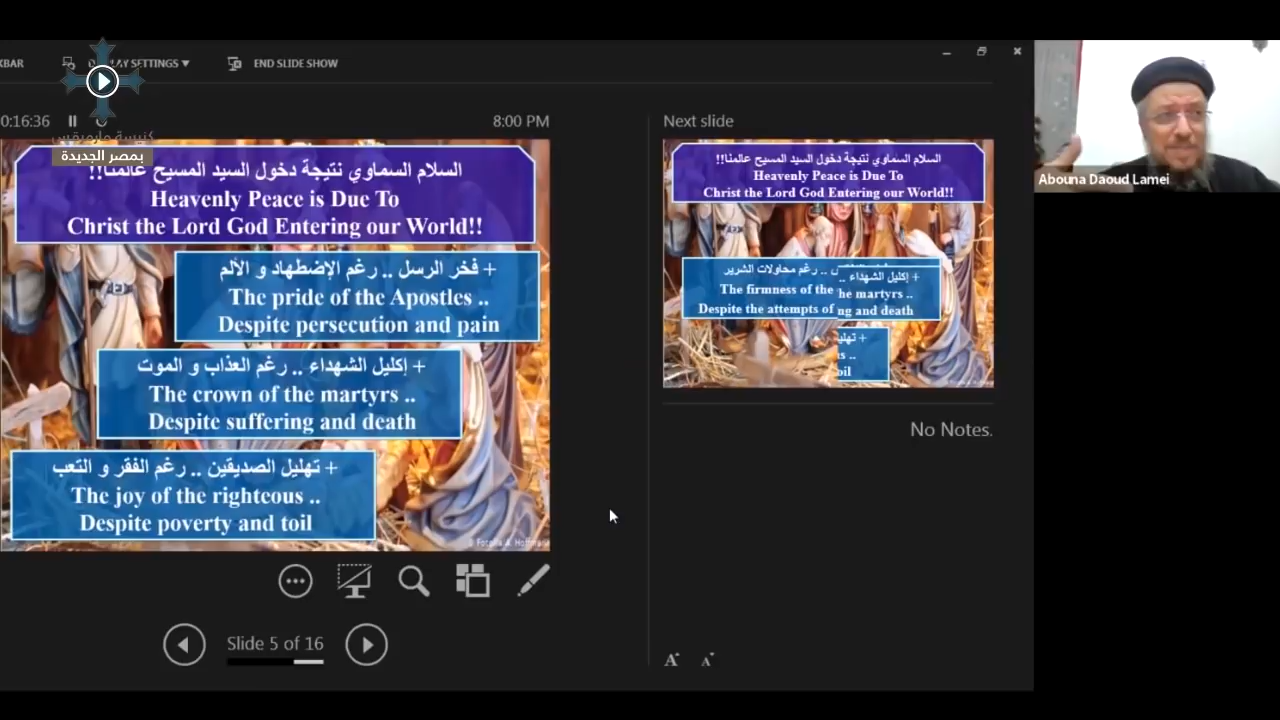 KBAR
DISPLAY SETTINGS ▼
END SLIDE SHOW
0:16:36
8:00 PM
Next slide
كنيسة مارمرقس
بمصر الجديدة
السلام السماوي نتيجة دخول السيد المسيح عالمنا!!
Heavenly Peace is Due To
Christ the Lord God Entering our World!!
+ فخر الرسل .. رغم الإضطهاد و الألم
The pride of the Apostles ..
Despite persecution and pain
+ إكليل الشهداء .. رغم العذاب و الموت
The crown of the martyrs ..
Despite suffering and death
+ تهليل الصديقين .. رغم الفقر و التعب
The joy of the righteous ..
Despite poverty and toil
السلام السماوي نتيجة دخول السيد المسيح عالمنا!!
Heavenly Peace is Due To
Christ the Lord God Entering our World!!
.. رغم محاولات الشرير
+ إكليل الشهداء ..
The firmness of the
he martyrs ..
Despite the attempts of
ng and death
+ تهليل
s ..
oil
No Notes.
Slide 5 of 16
Abouna Daoud Lamei